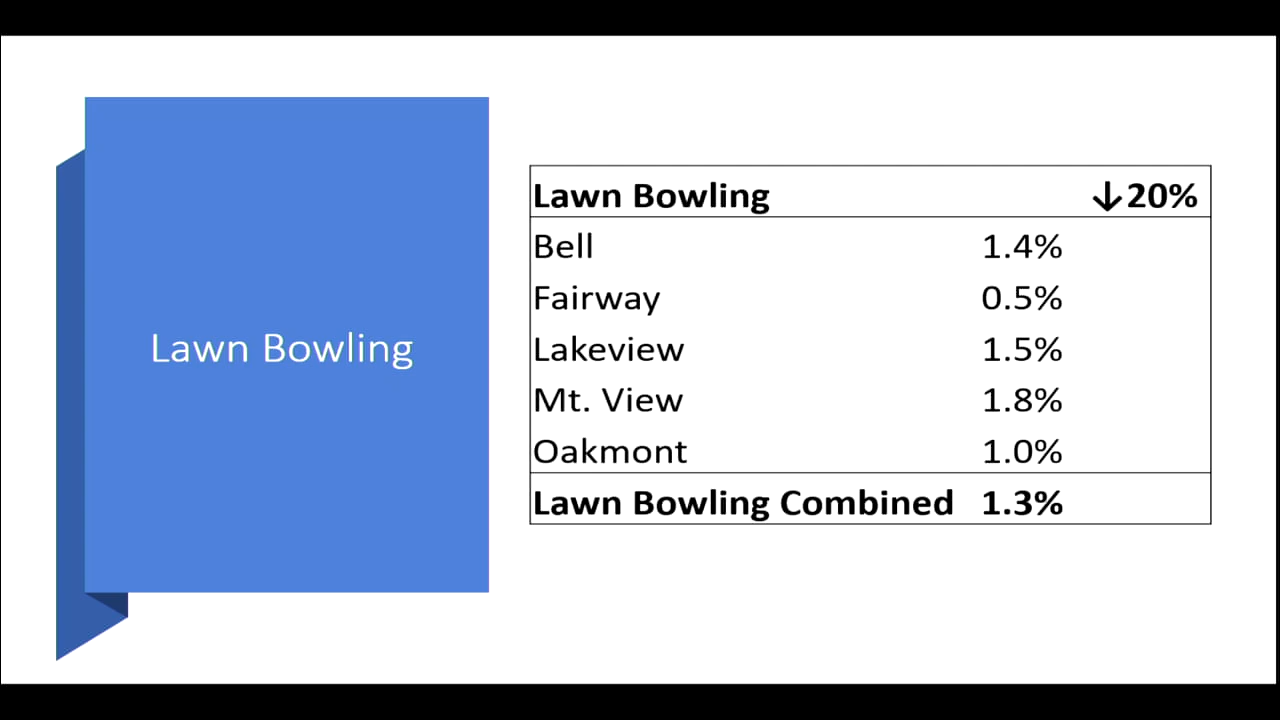 Lawn Bowling
Lawn Bowling ↓20%
Bell 1.4%
Fairway 0.5%
Lakeview 1.5%
Mt. View 1.8%
Oakmont 1.0%
Lawn Bowling Combined 1.3%